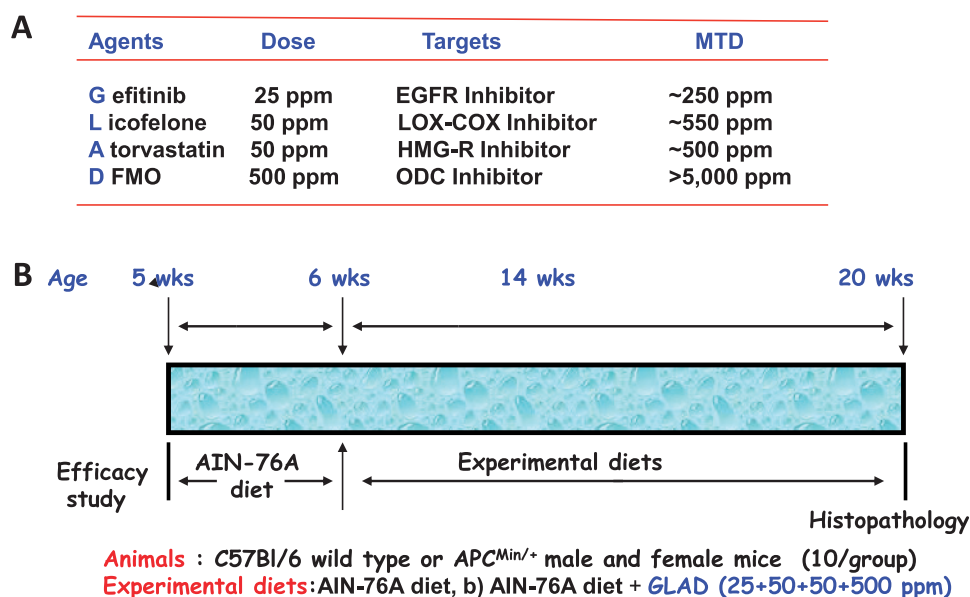 A
Agents Dose Targets MTD
G efitinib 25 ppm EGFR Inhibitor ~250 ppm
L icofelone 50 ppm LOX-COX Inhibitor ~550 ppm
A torvastatin 50 ppm HMG-R Inhibitor ~500 ppm
D FMO 500 ppm ODC Inhibitor >5,000 ppm
B Age 5 wks 6 wks 14 wks 20 wks
Efficacy study
AIN-76A diet
Experimental diets
Histopathology
Animals : C57Bl/6 wild type or APCMin/+ male and female mice (10/group)
Experimental diets:AIN-76A diet, b) AIN-76A diet + GLAD (25+50+50+500 ppm)